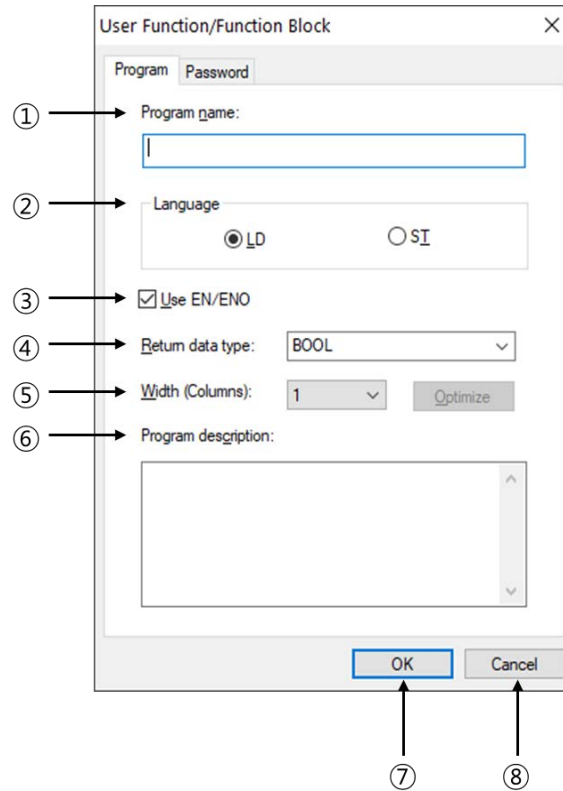 User Function/Function Block
Program Password
① Program name:
② Language
LD ST
③ Use EN/ENO
④ Return data type: BOOL
⑤ Width (Columns): 1 Optimize
⑥ Program description:
OK Cancel
⑦ ⑧